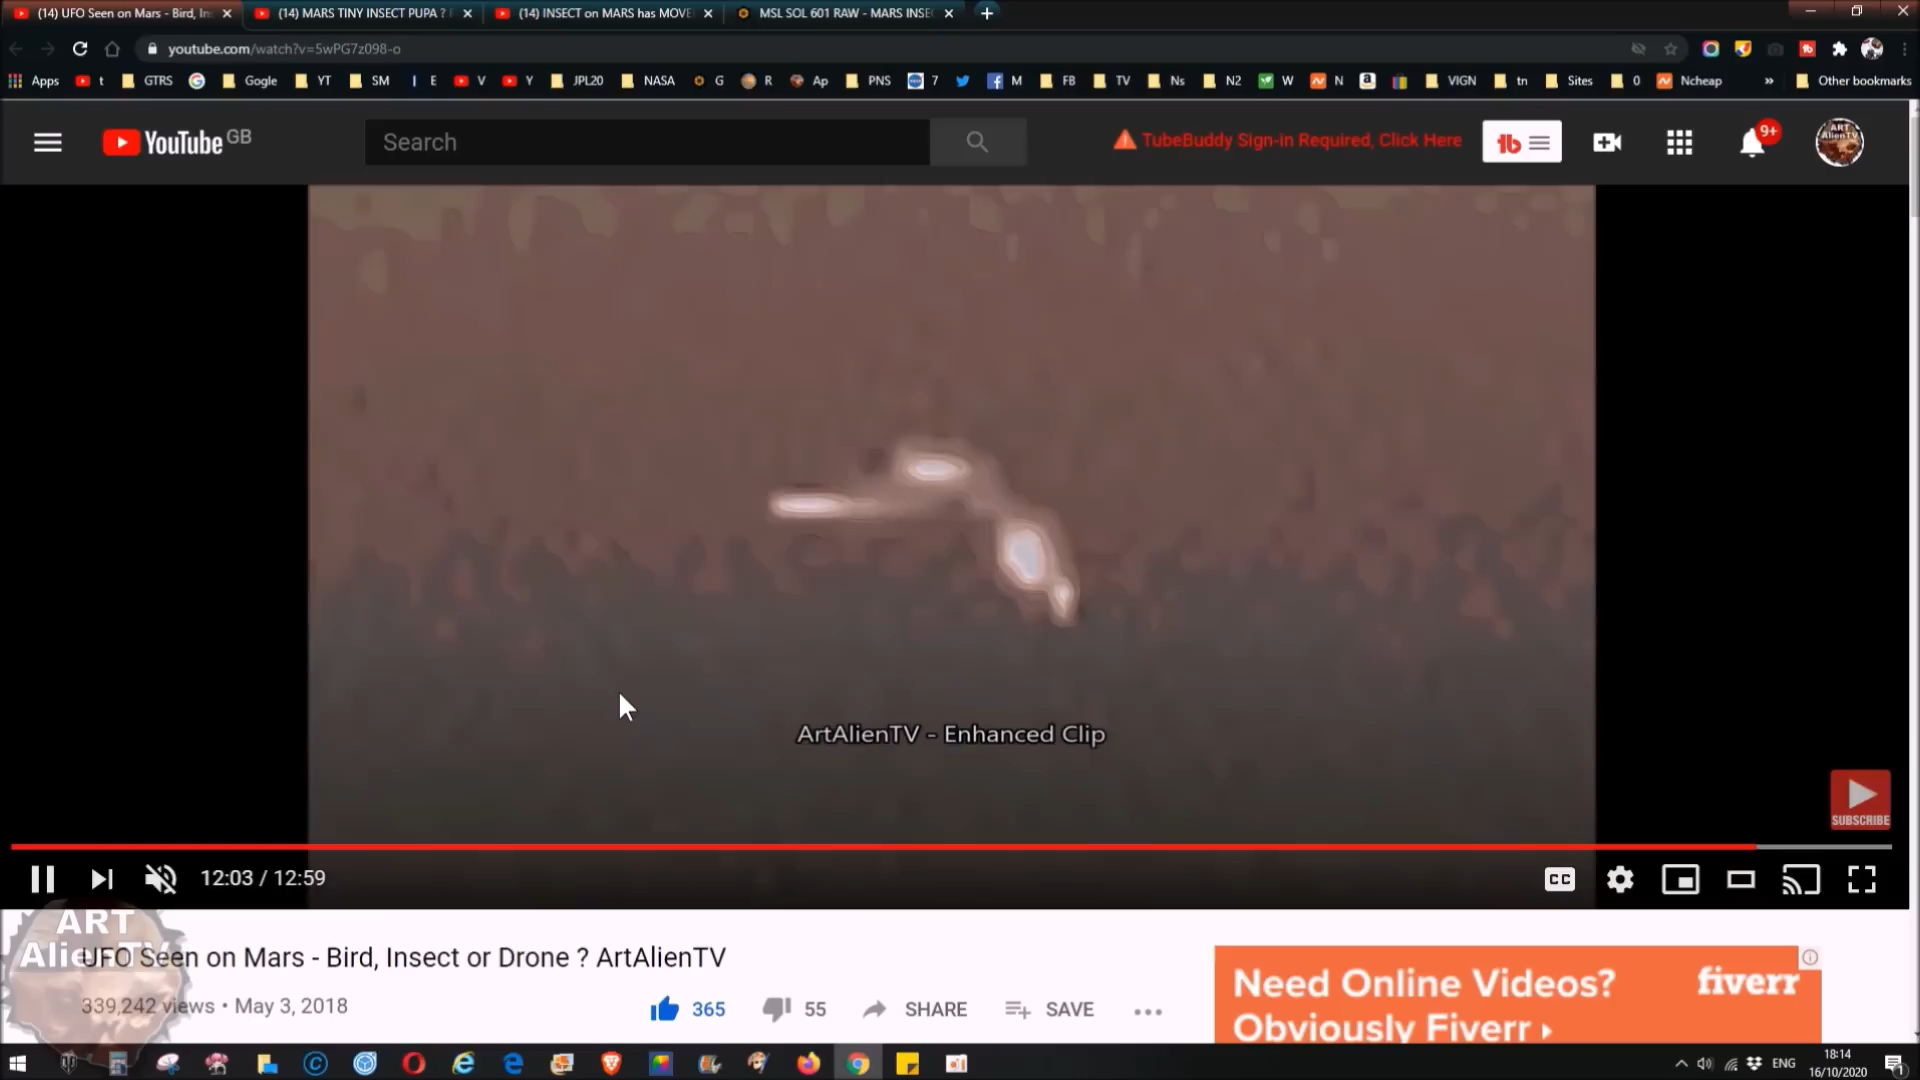 (14) UFO Seen on Mars - Bird, In
(14) MARS TINY INSECT PUPA ?
(14) INSECT on MARS has MOVE
MSL SOL 601 RAW - MARS INSE
youtube.com/watch?v=5wPG7z098-o
Apps t GTRS Gogle YT SM E V Y JPL20 NASA G R Ap PNS 7 M FB TV Ns N2 W N VIGN tn Sites 0 Ncheap » Other bookmarks
YouTube GB
Search
TubeBuddy Sign-in Required, Click Here
tb
9+
ART
AlienTV
ArtAlienTV - Enhanced Clip
SUBSCRIBE
12:03 / 12:59
CC
ART
AlienTV
UFO Seen on Mars - Bird, Insect or Drone ? ArtAlienTV
339,242 views • May 3, 2018
365
55
SHARE
SAVE
Need Online Videos?
Obviously Fiverr
fiverr
ENG
18:14
16/10/2020
1